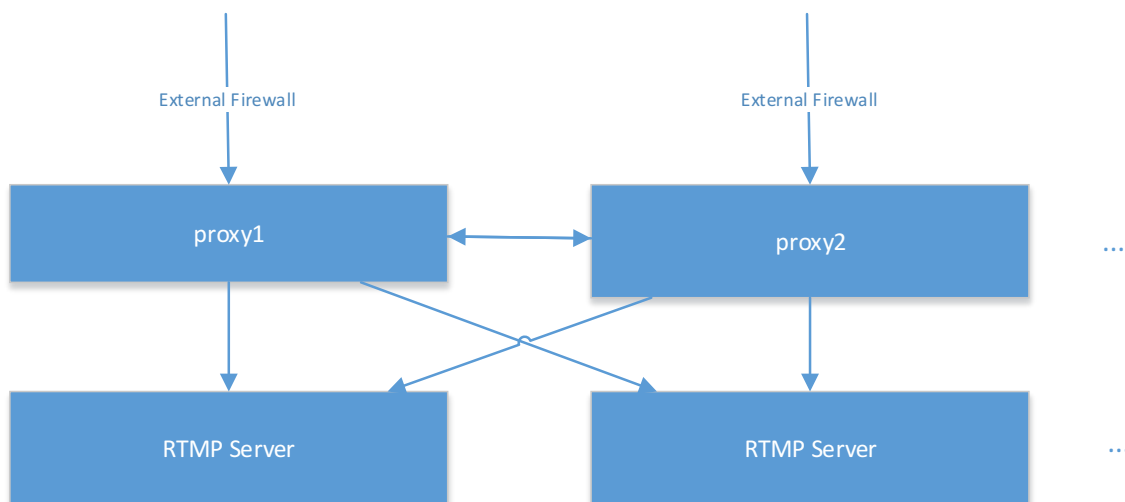 External Firewall
External Firewall
proxy1
proxy2
...
RTMP Server
RTMP Server
...